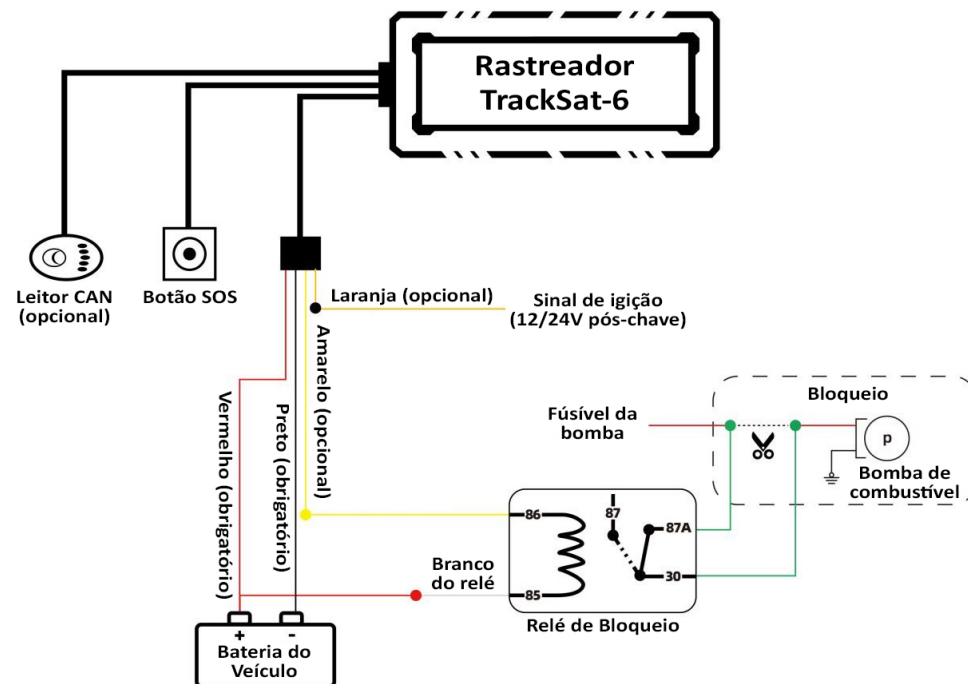 Rastreador
TrackSat-6
Leitor CAN
(opcional)
Botão SOS
Laranja (opcional)
Sinal de igição
(12/24V pós-chave)
Vermelho (obrigatório)
Preto (obrigatório)
Amarelo (opcional)
Fúsível da
bomba
Bloqueio
P
Bomba de
combustível
86
87
87A
30
85
Branco
do relé
Relé de Bloqueio
+
-
Bateria do
Veículo